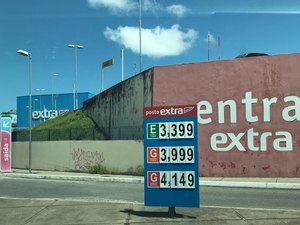 extra
posto extra
E 3,399
G 3,999
G 4,149
entra
extra
saída